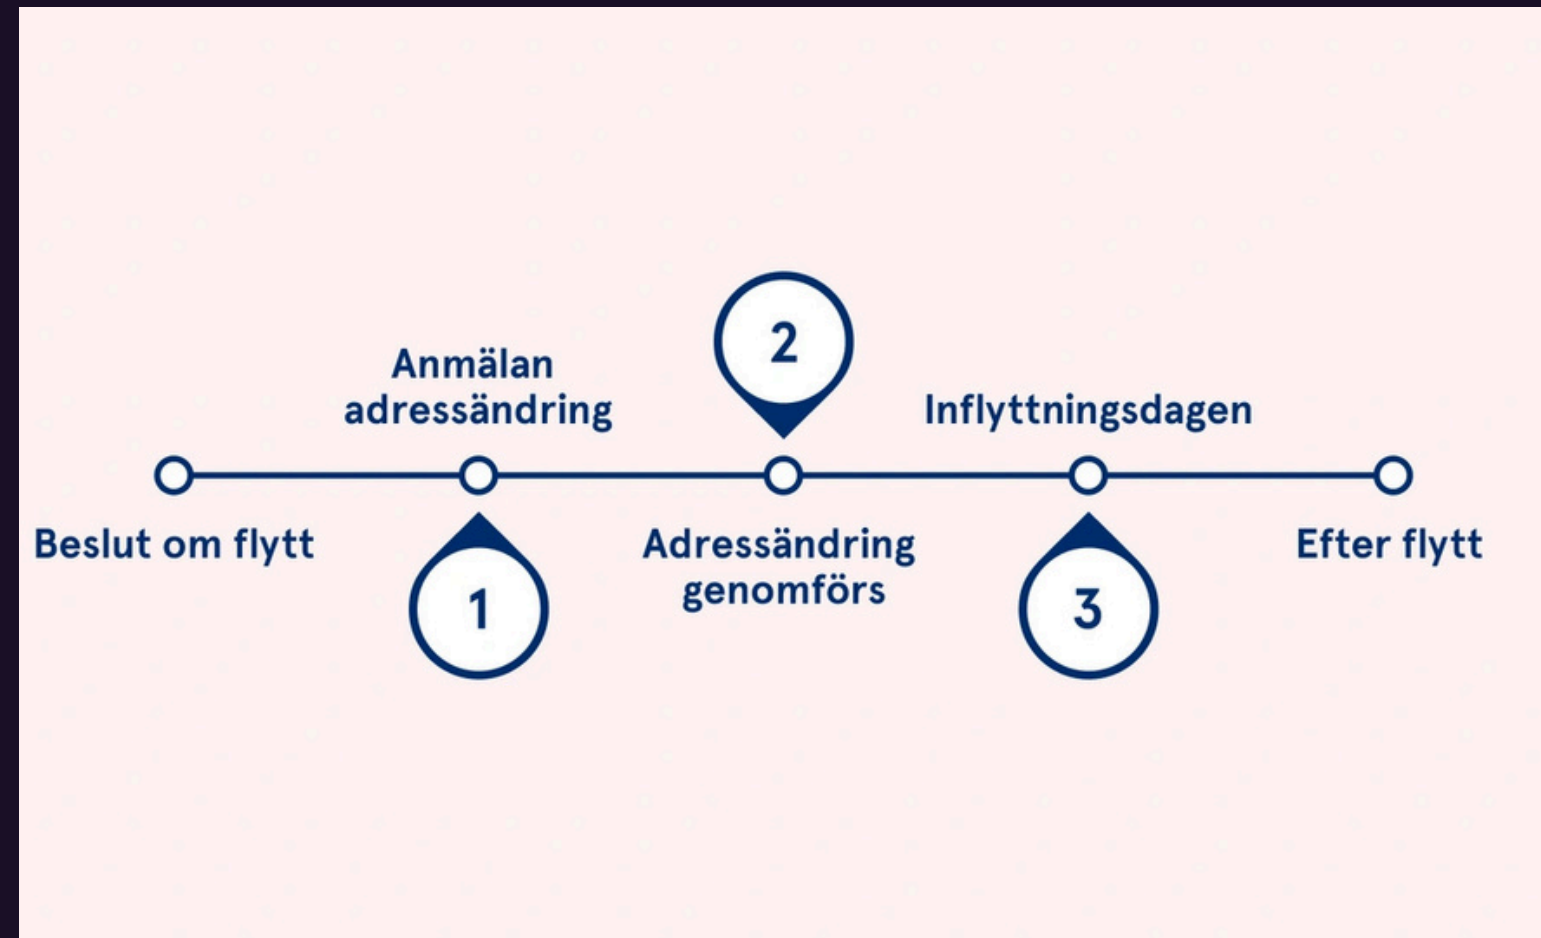 Beslut om flytt
Anmälan
adressändring
1
2
Adressändring
genomförs
Inflyttningsdagen
3
Efter flytt